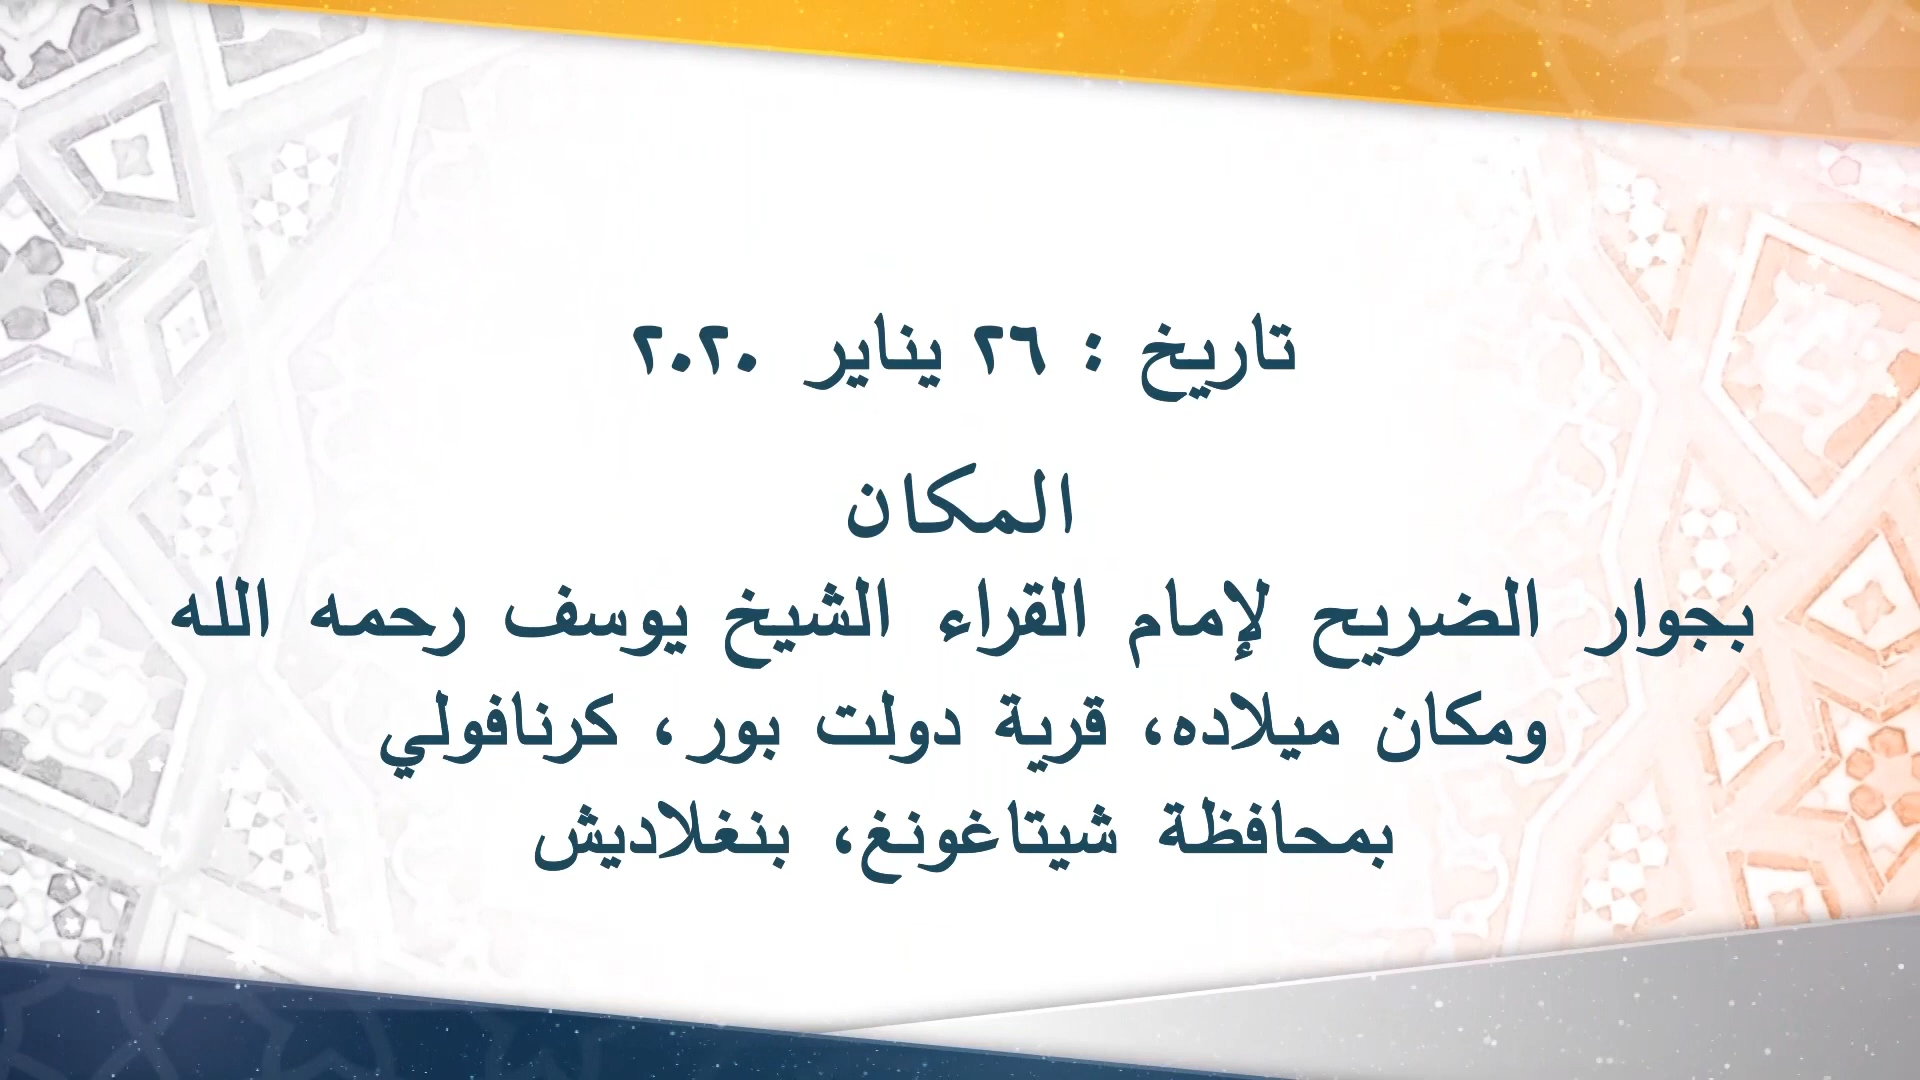 تاريخ : ٢٦ يناير ٢٠٢٠
المكان
بجوار الضريح لإمام القراء الشيخ يوسف رحمه الله
ومكان ميلاده، قرية دولت بور، كرنافولي
بمحافظة شيتاغونغ، بنغلاديش